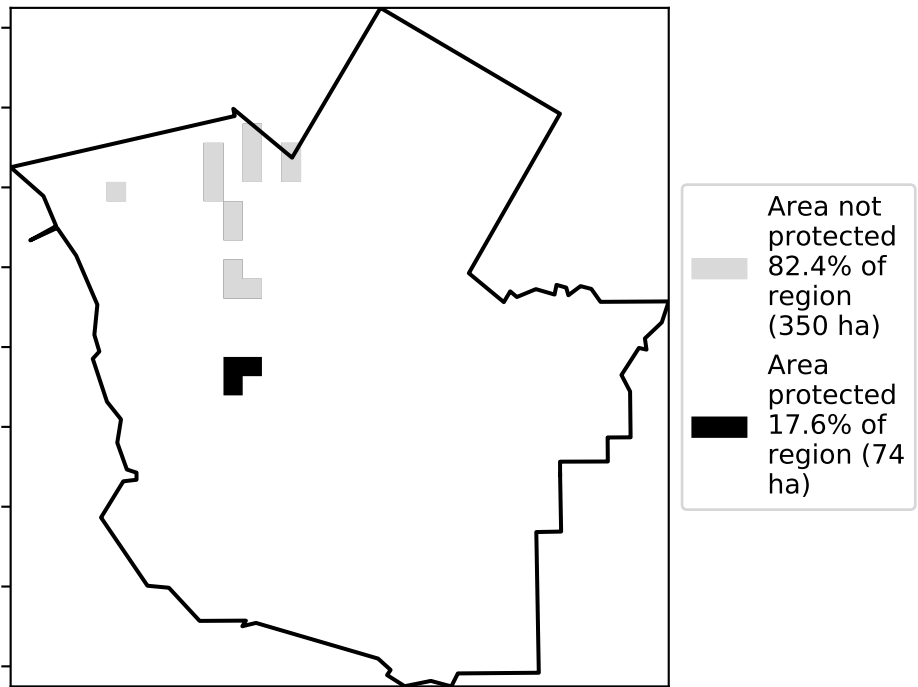 Area not
protected
82.4% of
region
(350 ha)
Area
protected
17.6% of
region (74
ha)